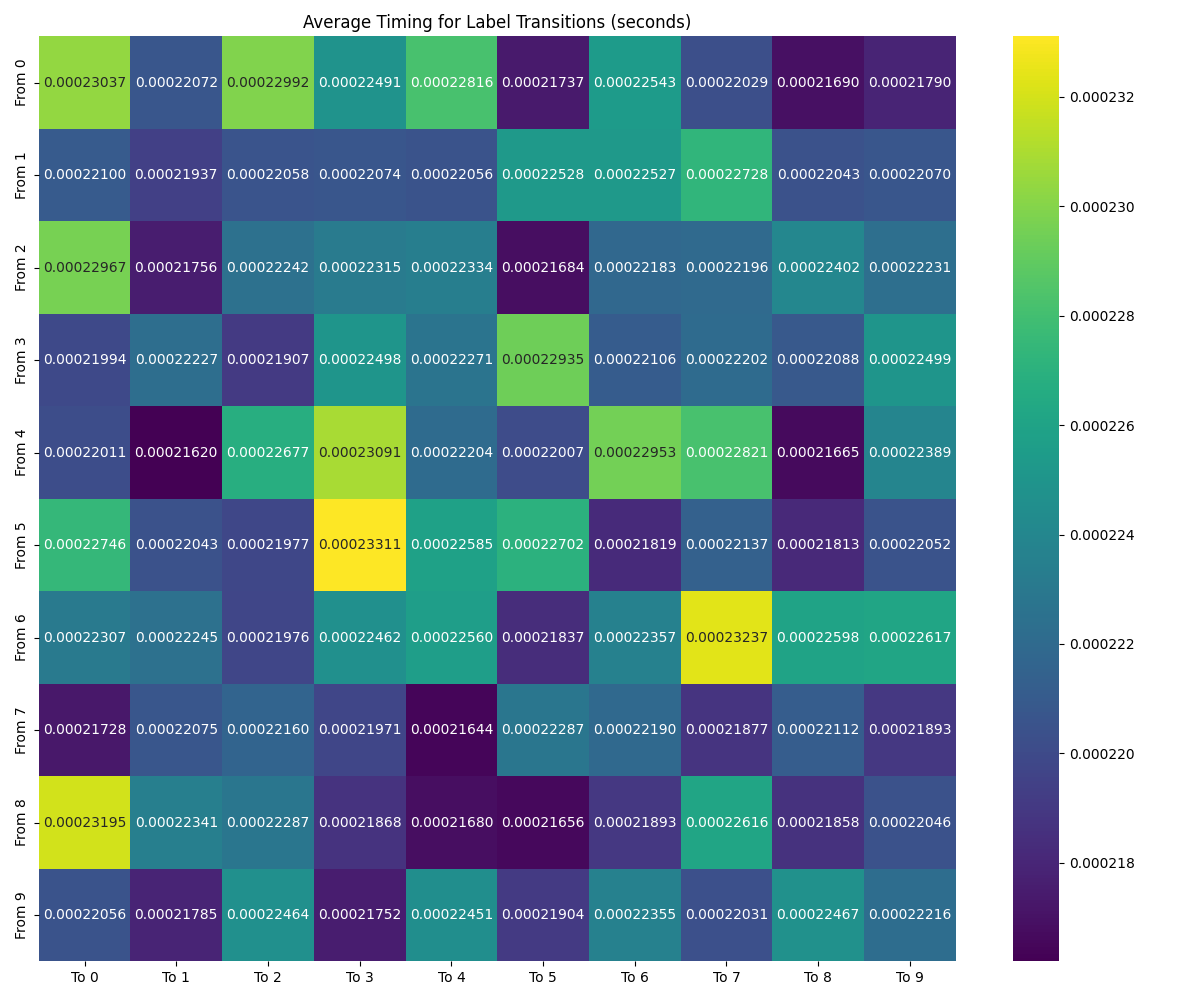 Average Timing for Label Transitions (seconds)
From 0 0.00023037 0.00022072 0.00022992 0.00022491 0.00022816 0.00021737 0.00022543 0.00022029 0.00021690 0.00021790
From 1 0.00022100 0.00021937 0.00022058 0.00022074 0.00022056 0.00022528 0.00022527 0.00022728 0.00022043 0.00022070
From 2 0.00022967 0.00021756 0.00022242 0.00022315 0.00022334 0.00021684 0.00022183 0.00022196 0.00022402 0.00022231
From 3 0.00021994 0.00022227 0.00021907 0.00022498 0.00022271 0.00022935 0.00022106 0.00022202 0.00022088 0.00022499
From 4 0.00022011 0.00021620 0.00022677 0.00023091 0.00022204 0.00022007 0.00022953 0.00022821 0.00021665 0.00022389
From 5 0.00022746 0.00022043 0.00021977 0.00023311 0.00022585 0.00022702 0.00021819 0.00022137 0.00021813 0.00022052
From 6 0.00022307 0.00022245 0.00021976 0.00022462 0.00022560 0.00021837 0.00022357 0.00023237 0.00022598 0.00022617
From 7 0.00021728 0.00022075 0.00022160 0.00021971 0.00021644 0.00022287 0.00022190 0.00021877 0.00022112 0.00021893
From 8 0.00023195 0.00022341 0.00022287 0.00021868 0.00021680 0.00021656 0.00021893 0.00022616 0.00021858 0.00022046
From 9 0.00022056 0.00021785 0.00022464 0.00021752 0.00022451 0.00021904 0.00022355 0.00022031 0.00022467 0.00022216
To 0 To 1 To 2 To 3 To 4 To 5 To 6 To 7 To 8 To 9
0.000232
0.000230
0.000228
0.000226
0.000224
0.000222
0.000220
0.000218